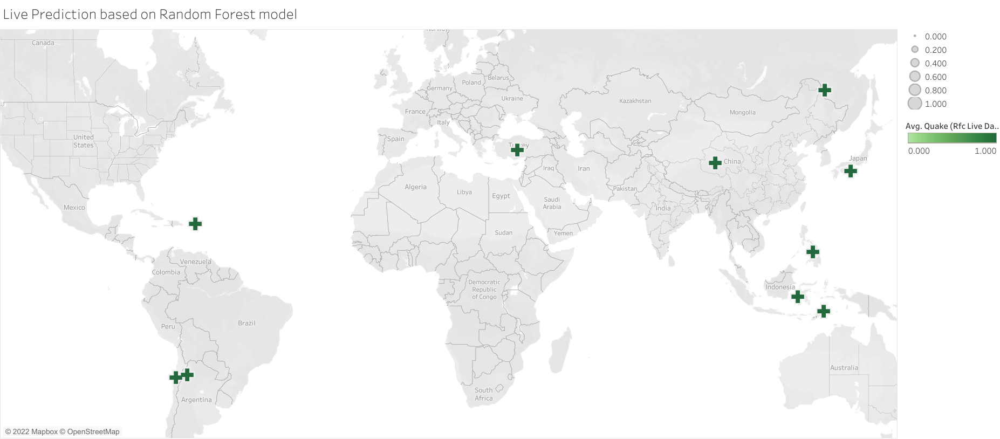 Live Prediction based on Random Forest model
Norway
Canada
0.000
0.200
0.400
0.600
0.800
1.000
Belarus
Poland
Germany
Ukraine
Kazakhstan
France
Mongolia
Italy
Avg. Quake (Rfc Live Da..
0.000 1.000
United
States
Spain
Turkey
Japan
China
Iraq
Iran
Algeria
Pakistan
Libya
Egypt
Saudi
Arabia
Mexico
India
Sudan
Yemen
Venezuela
Colombia
Democratic
Republic
of Congo
Indonesia
Brazil
Peru
Australia
South
Africa
Argentina
© 2022 Mapbox © OpenStreetMap